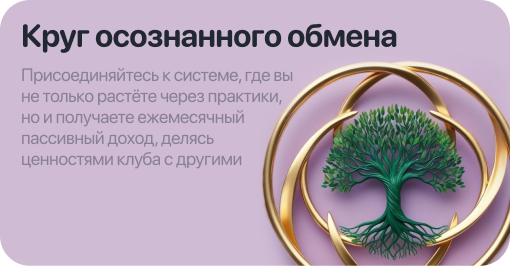 Круг осознанного обмена
Присоединяйтесь к системе, где вы
не только растёте через практики,
но и получаете ежемесячный
пассивный доход, делясь
ценностями клуба с другими